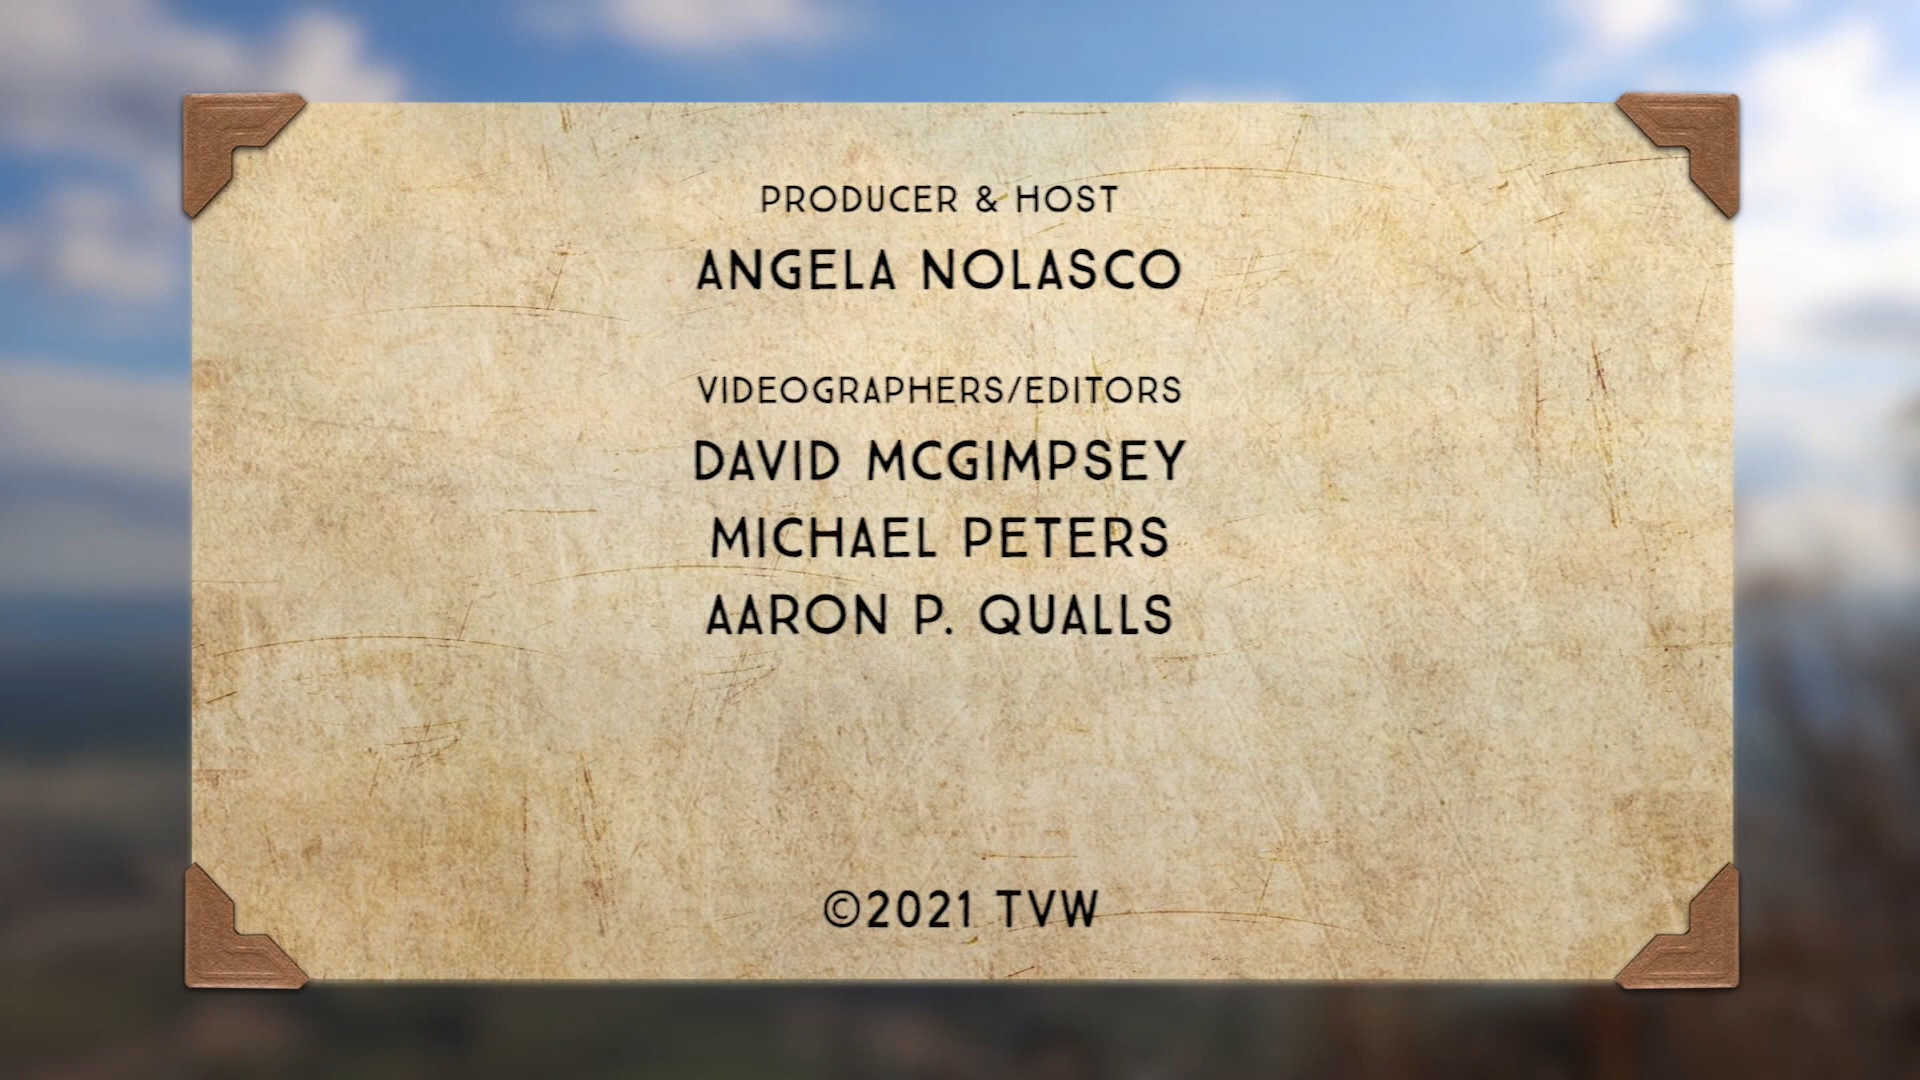 PRODUCER & HOST
ANGELA NOLASCO
VIDEOGRAPHERS/EDITORS
DAVID MCGIMPSEY
MICHAEL PETERS
AARON P. QUALLS
©2021 TVW